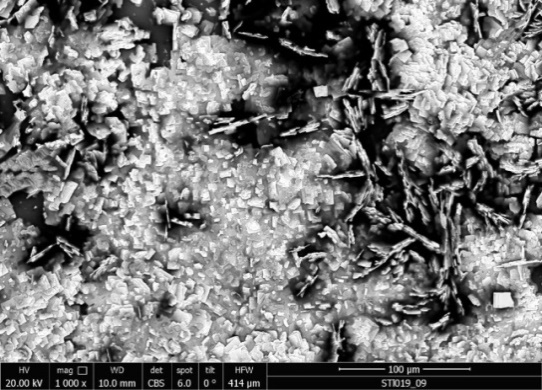 HV mag □ WD det spot tilt HFW 100 µm
20.00 kV 1 000 x 10.0 mm CBS 6.0 0 ° 414 µm STI019_09